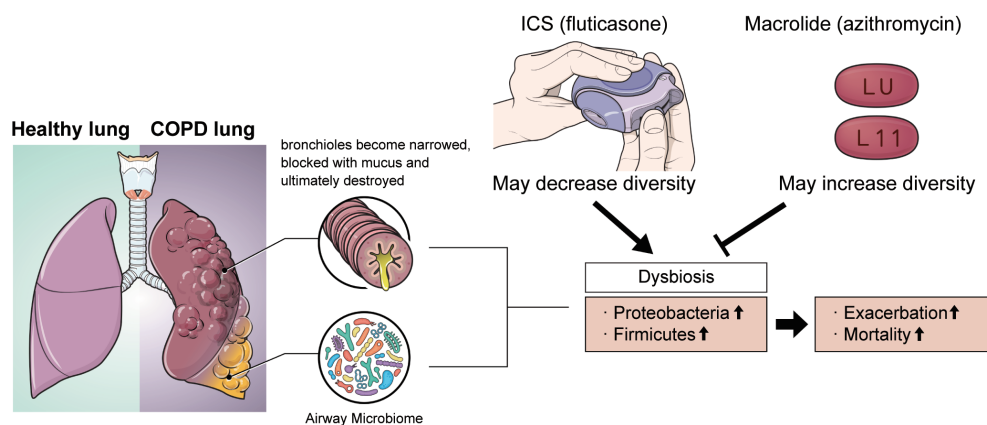 ICS (fluticasone)
Macrolide (azithromycin)
LU
L11
Healthy lung
COPD lung
bronchioles become narrowed,
blocked with mucus and
ultimately destroyed
May decrease diversity
May increase diversity
Dysbiosis
· Proteobacteria ↑
· Firmicutes ↑
· Exacerbation ↑
· Mortality ↑
Airway Microbiome